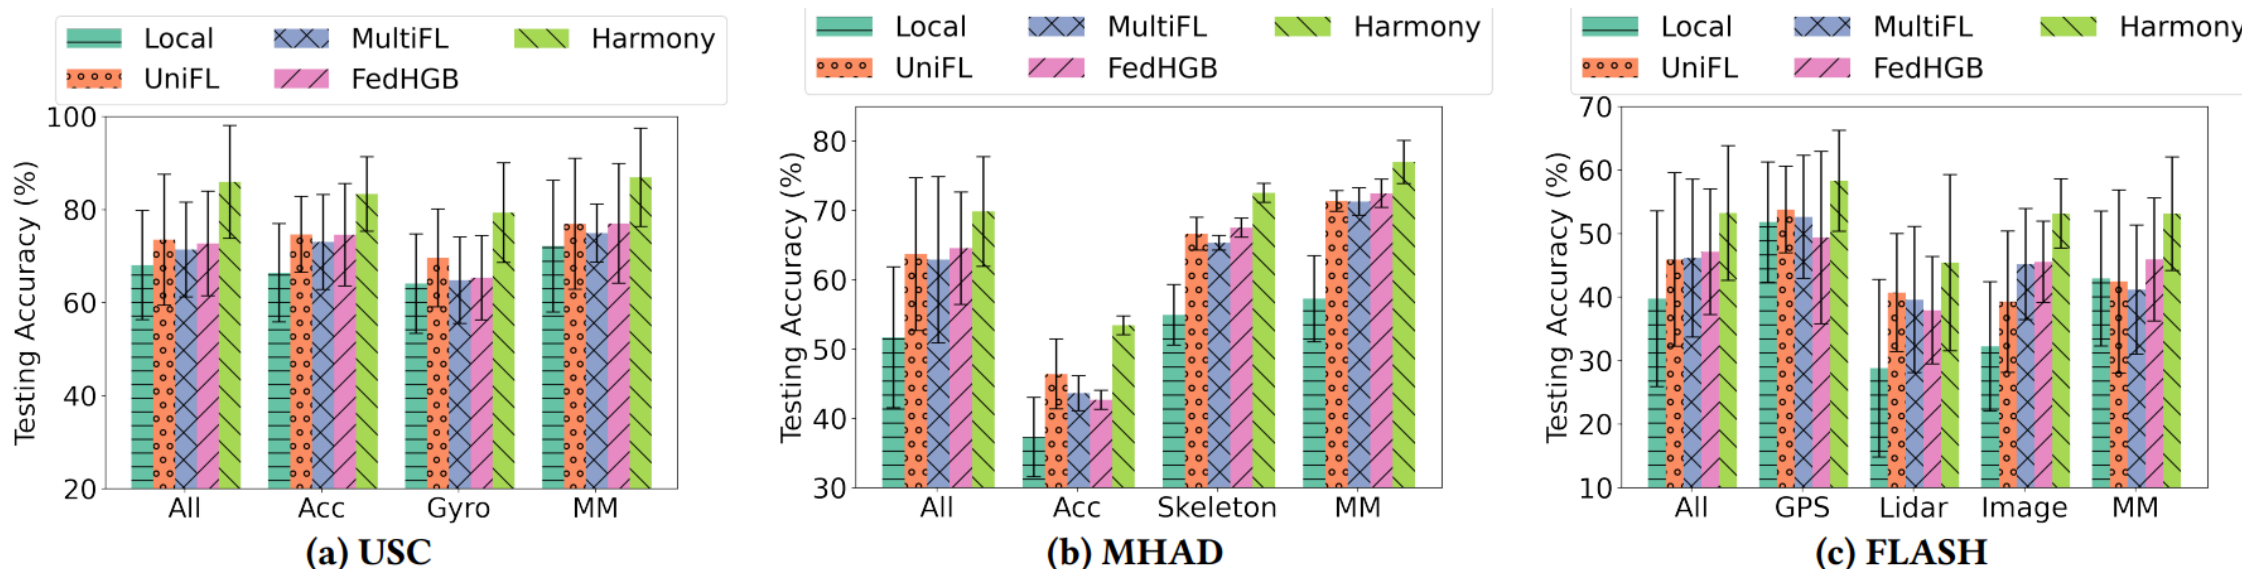 Local MultiFL Harmony
UniFL FedHGB
Testing Accuracy (%)
100
80
60
40
20
All Acc Gyro MM
(a) USC
Local MultiFL Harmony
UniFL FedHGB
Testing Accuracy (%)
80
70
60
50
40
30
All Acc Skeleton MM
(b) MHAD
Local MultiFL Harmony
UniFL FedHGB
Testing Accuracy (%)
70
60
50
40
30
20
10
All GPS Lidar Image MM
(c) FLASH